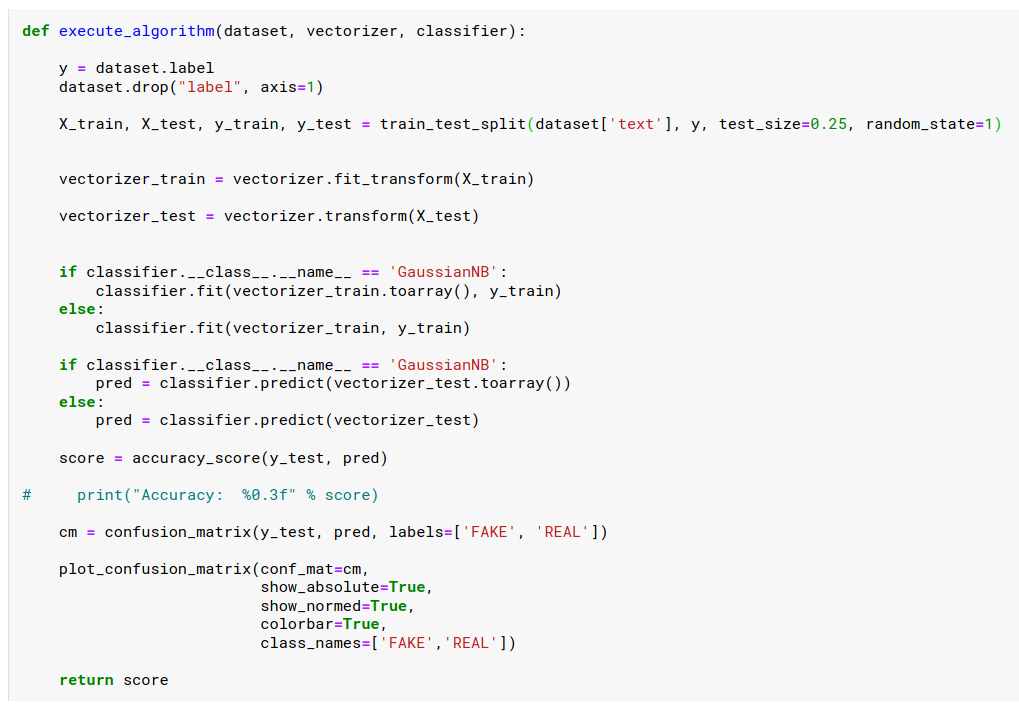 def execute_algorithm(dataset, vectorizer, classifier):
    y = dataset.label
    dataset.drop("label", axis=1)
    X_train, X_test, y_train, y_test = train_test_split(dataset['text'], y, test_size=0.25, random_state=1)
    vectorizer_train = vectorizer.fit_transform(X_train)
    vectorizer_test = vectorizer.transform(X_test)
    if classifier.__class__.__name__ == 'GaussianNB':
        classifier.fit(vectorizer_train.toarray(), y_train)
    else:
        classifier.fit(vectorizer_train, y_train)
    if classifier.__class__.__name__ == 'GaussianNB':
        pred = classifier.predict(vectorizer_test.toarray())
    else:
        pred = classifier.predict(vectorizer_test)
    score = accuracy_score(y_test, pred)
#     print("Accuracy:  %0.3f" % score)
    cm = confusion_matrix(y_test, pred, labels=['FAKE', 'REAL'])
    plot_confusion_matrix(conf_mat=cm,
                          show_absolute=True,
                          show_normed=True,
                          colorbar=True,
                          class_names=['FAKE','REAL'])
    return score